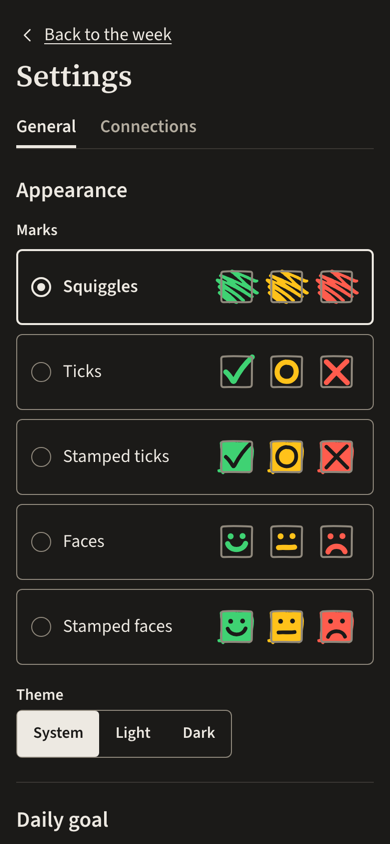 Back to the week
Settings
General Connections
Appearance
Marks
Squiggles
Ticks
Stamped ticks
Faces
Stamped faces
Theme
System Light Dark
Daily goal